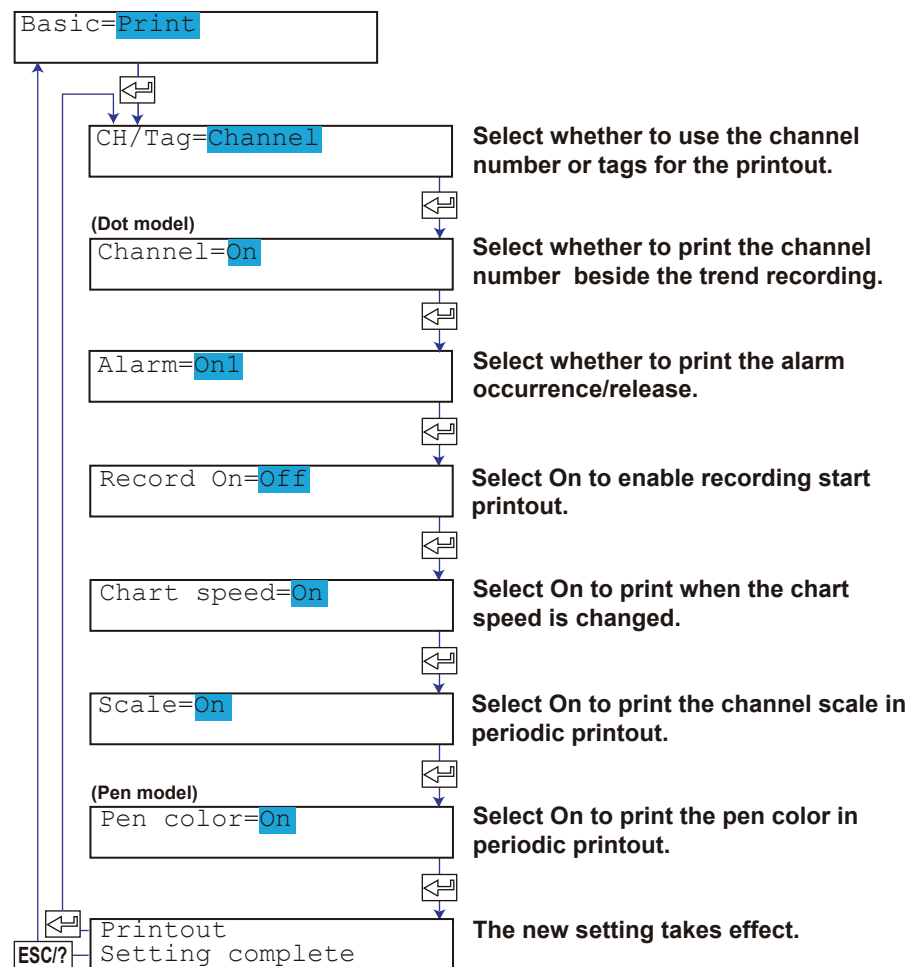 Basic=Print
CH/Tag=Channel
Select whether to use the channel
number or tags for the printout.
(Dot model)
Channel=On
Select whether to print the channel
number beside the trend recording.
Alarm=On1
Select whether to print the alarm
occurrence/release.
Record On=Off
Select On to enable recording start
printout.
Chart speed=On
Select On to print when the chart
speed is changed.
Scale=On
Select On to print the channel scale in
periodic printout.
(Pen model)
Pen color=On
Select On to print the pen color in
periodic printout.
Printout
Setting complete
The new setting takes effect.
ESC/?